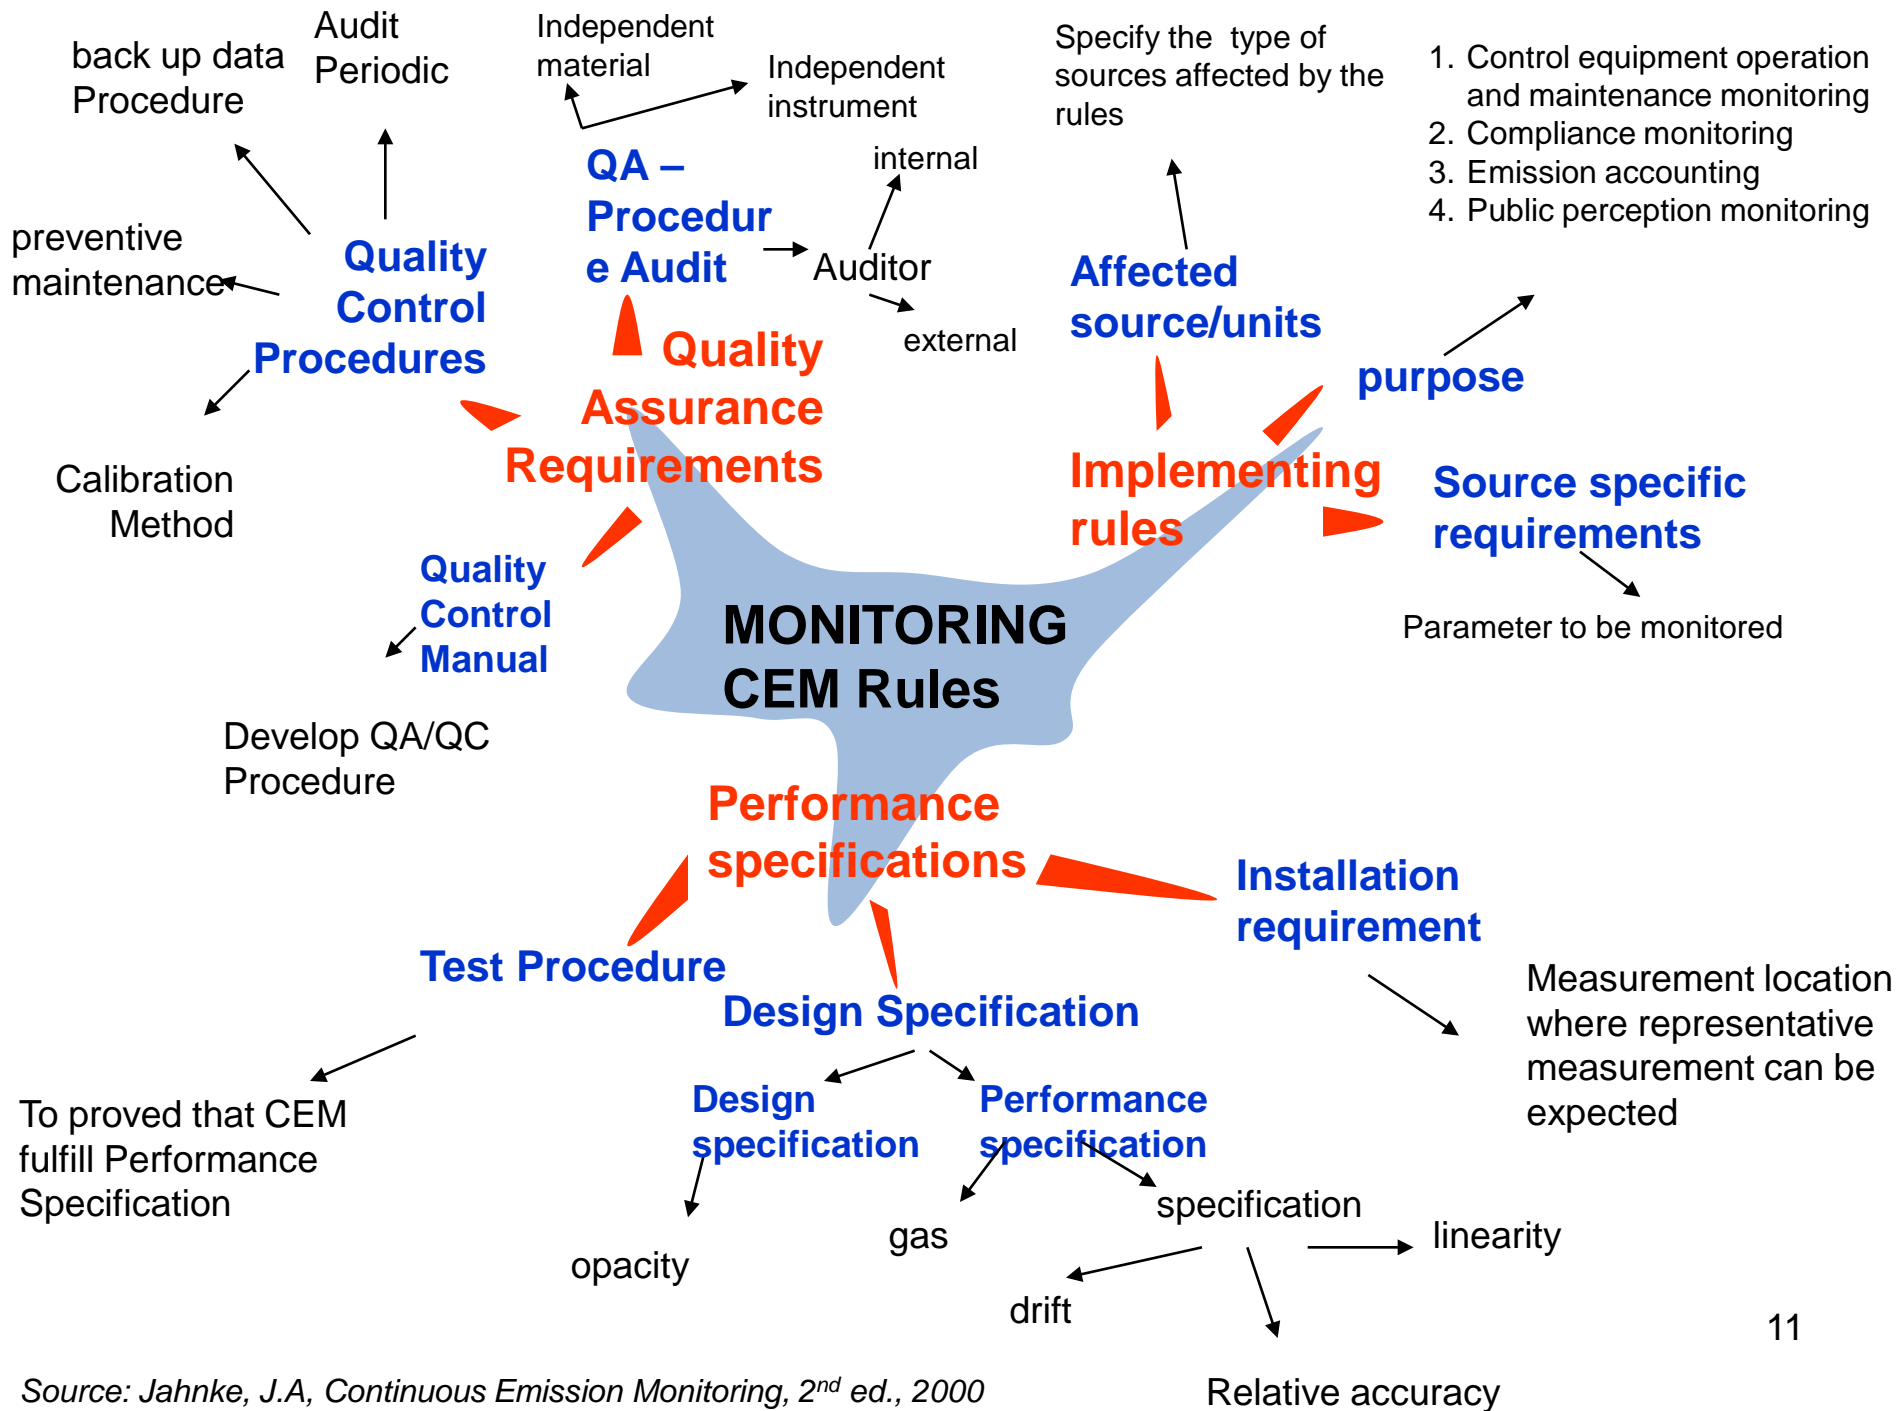 back up data
Procedure
Audit
Periodic
Independent
material
Independent
instrument
Specify the  type of
sources affected by the
rules
1. Control equipment operation
and maintenance monitoring
2. Compliance monitoring
3. Emission accounting
4. Public perception monitoring
preventive
maintenance
Quality
Control
Procedures
QA –
Procedur
e Audit
internal
Auditor
external
Affected
source/units
purpose
Quality
Assurance
Requirements
Implementing
rules
Source specific
requirements
Calibration
Method
Quality
Control
Manual
Parameter to be monitored
MONITORING
CEM Rules
Develop QA/QC
Procedure
Performance
specifications
Installation
requirement
Test Procedure
Design Specification
Measurement location
where representative
measurement can be
expected
Design
specification
Performance
specification
To proved that CEM
fulfill Performance
Specification
opacity
gas
specification
linearity
drift
Relative accuracy
11
Source: Jahnke, J.A, Continuous Emission Monitoring, 2nd ed., 2000